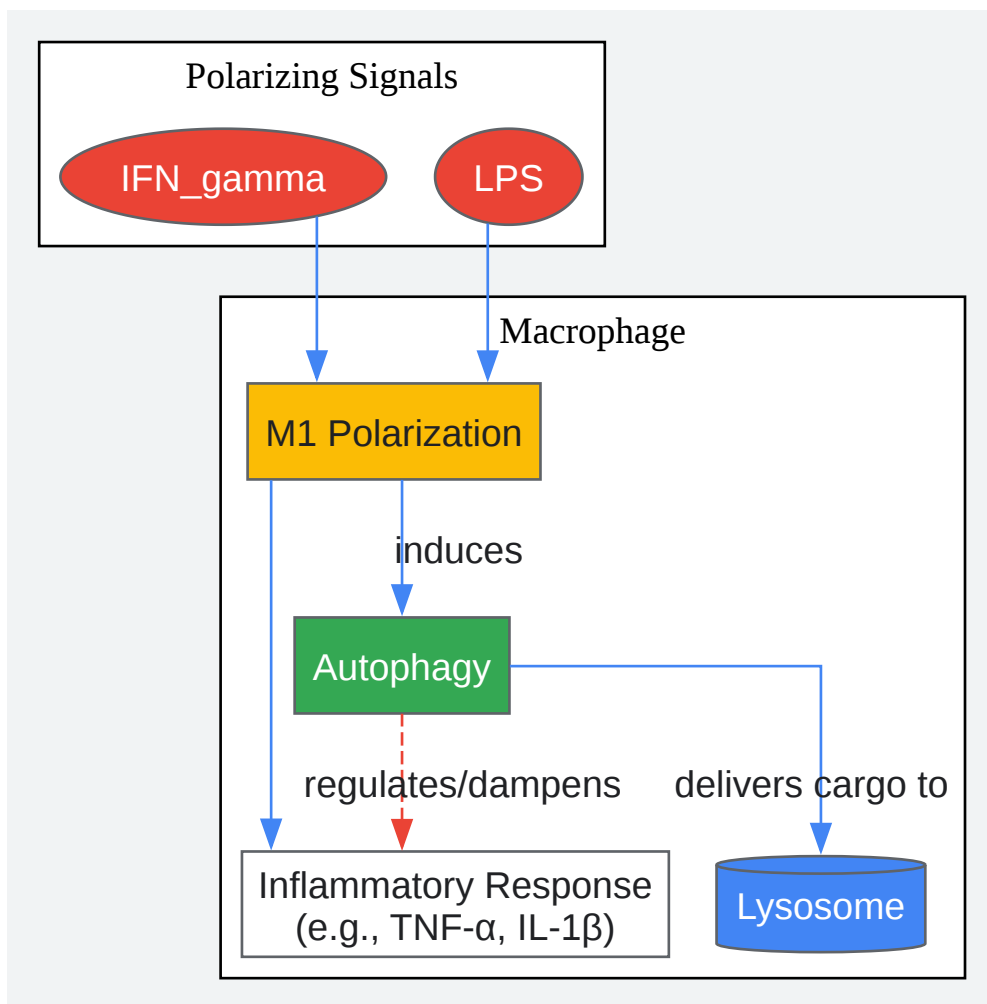 Polarizing Signals
IFN_gamma
LPS
Macrophage
M1 Polarization
induces
Autophagy
regulates/dampens
delivers cargo to
Inflammatory Response
(e.g., TNF-α, IL-1β)
Lysosome